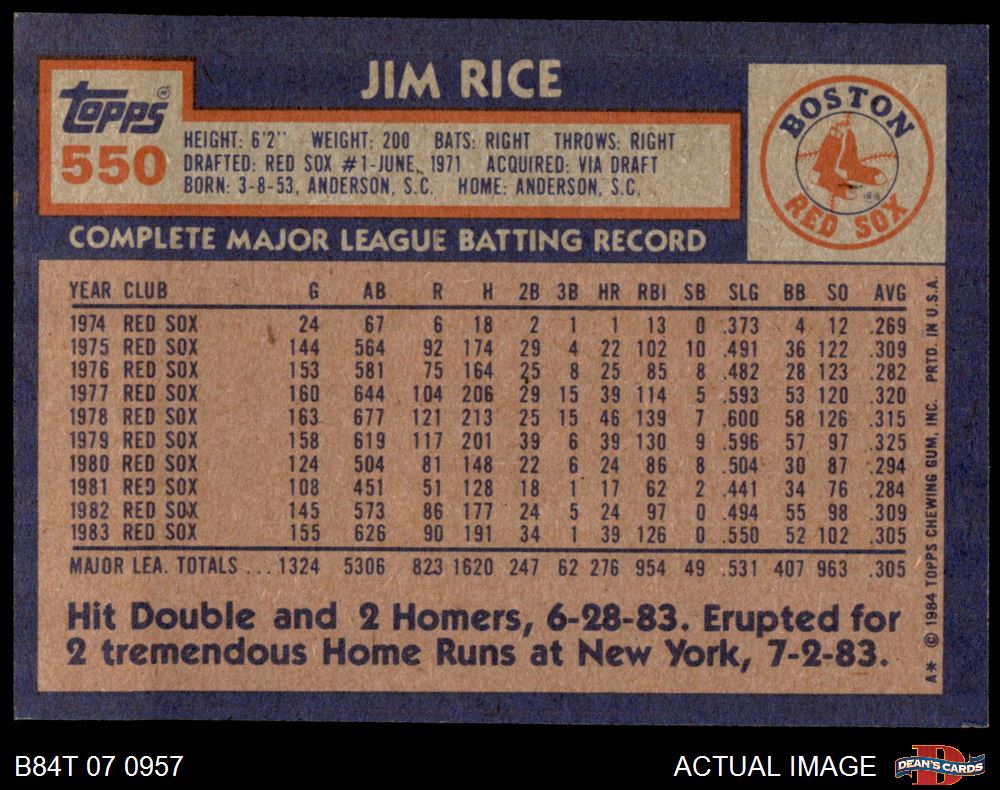 JIM RICE
Topps
550
HEIGHT: 6'2" WEIGHT: 200 BATS: RIGHT THROWS: RIGHT
DRAFTED: RED SOX #1-JUNE, 1971 ACQUIRED: VIA DRAFT
BORN: 3-8-53, ANDERSON, S.C. HOME: ANDERSON, S.C.
BOSTON
RED SOX
COMPLETE MAJOR LEAGUE BATTING RECORD
YEAR CLUB G AB R H 2B 3B HR RBI SB SLG BB SO AVG
1974 RED SOX 24 67 6 18 2 1 1 13 0 .373 4 12 .269
1975 RED SOX 144 564 92 174 29 4 22 102 10 .491 36 122 .309
1976 RED SOX 153 581 75 164 25 8 25 85 8 .482 28 123 .282
1977 RED SOX 160 644 104 206 29 15 39 114 5 .593 53 120 .320
1978 RED SOX 163 677 121 213 25 15 46 139 7 .600 58 126 .315
1979 RED SOX 158 619 117 201 39 6 39 130 9 .596 57 97 .325
1980 RED SOX 124 504 81 148 22 6 24 86 8 .504 30 87 .294
1981 RED SOX 108 451 51 128 18 1 17 62 2 .441 34 76 .284
1982 RED SOX 145 573 86 177 24 5 24 97 0 .494 55 98 .309
1983 RED SOX 155 626 90 191 34 1 39 126 0 .550 52 102 .305
MAJOR LEA. TOTALS ... 1324 5306 823 1620 247 62 276 954 49 .531 407 963 .305
Hit Double and 2 Homers, 6-28-83. Erupted for
2 tremendous Home Runs at New York, 7-2-83.
A* © 1984 TOPPS CHEWING GUM, INC. PRTD. IN U.S.A.
B84T 07 0957
ACTUAL IMAGE
DEAN'S CARDS